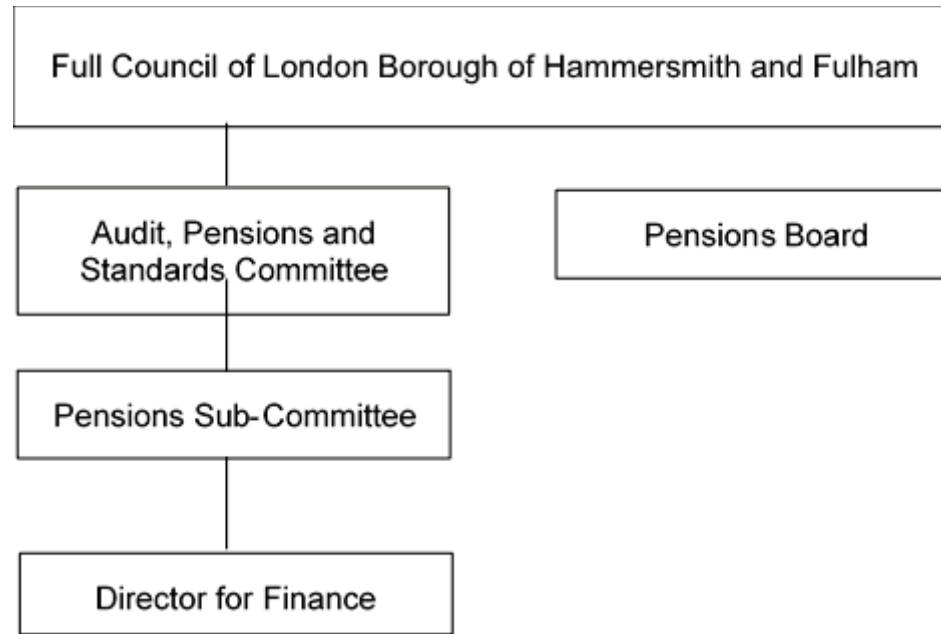 Full Council of London Borough of Hammersmith and Fulham
Audit, Pensions and
Standards Committee
Pensions Board
Pensions Sub-Committee
Director for Finance